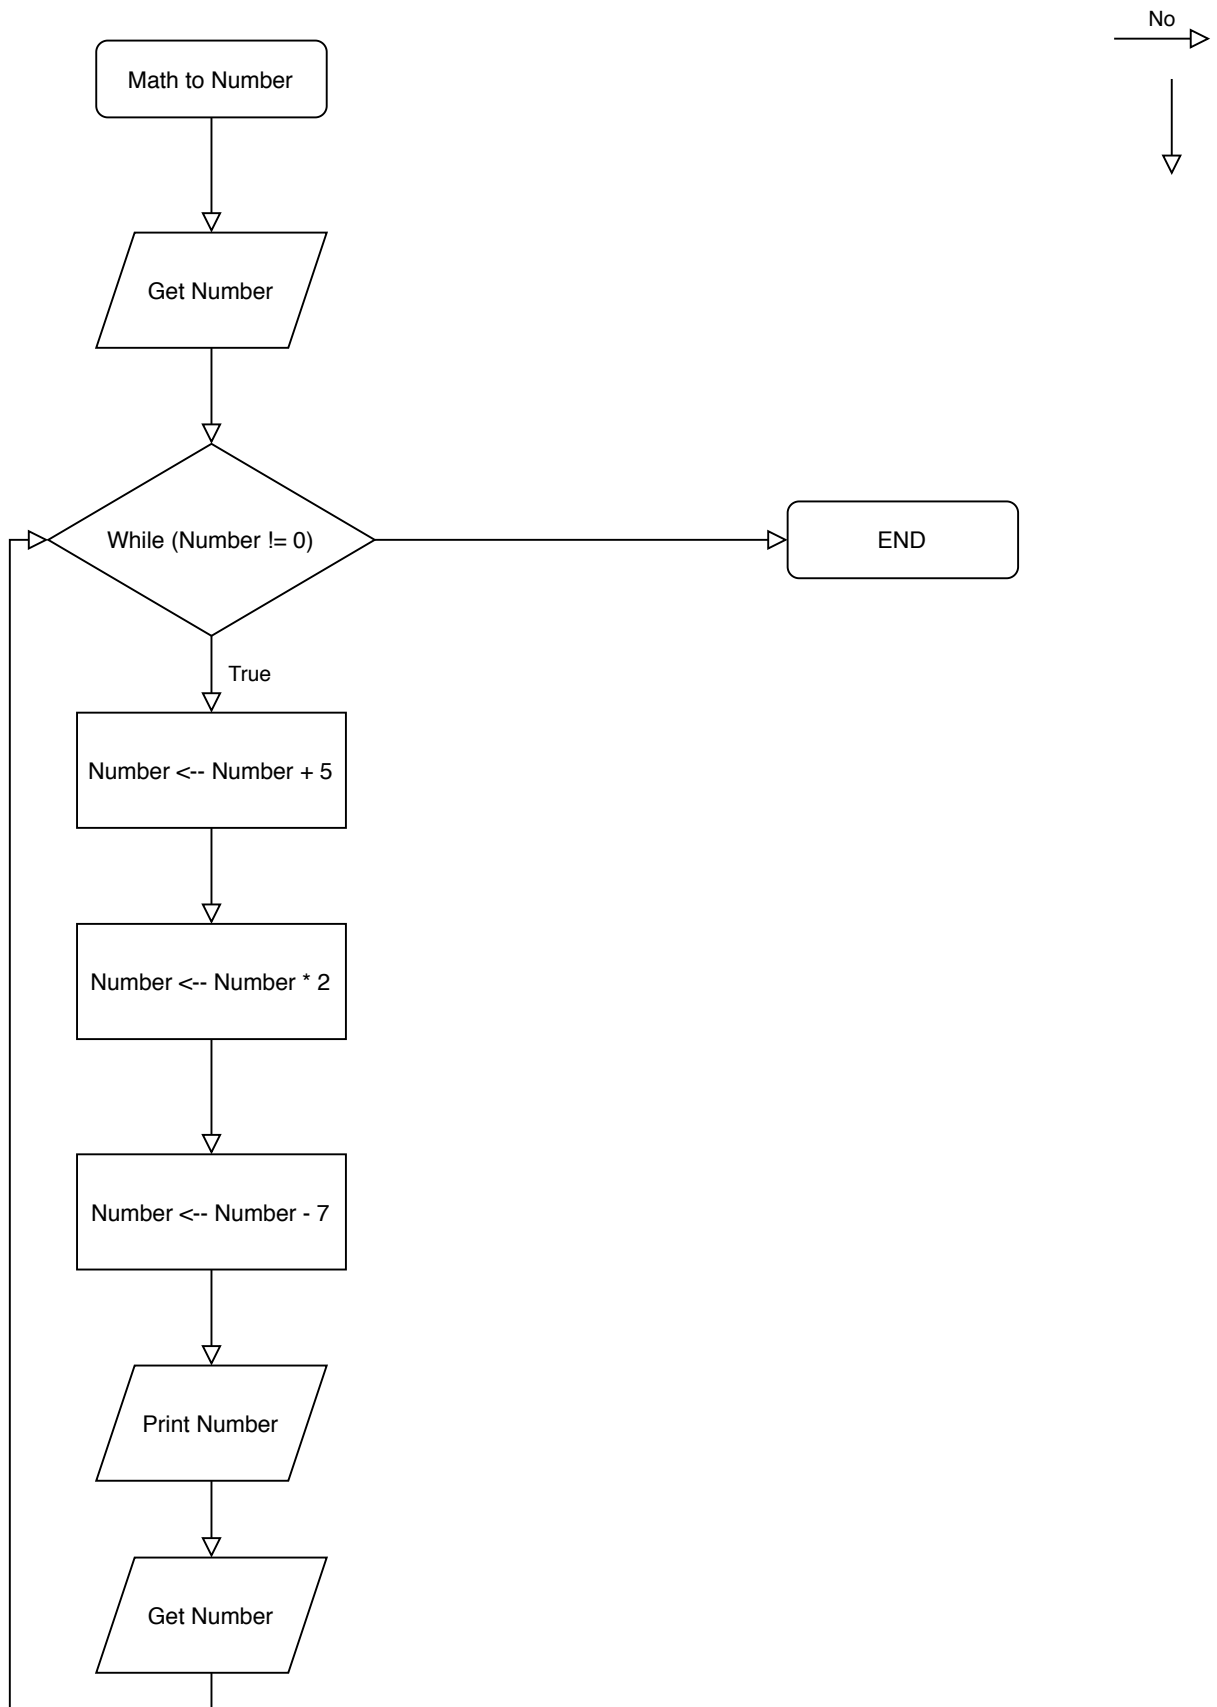 No
Math to Number
Get Number
While (Number != 0)
END
True
Number <-- Number + 5
Number <-- Number * 2
Number <-- Number - 7
Print Number
Get Number